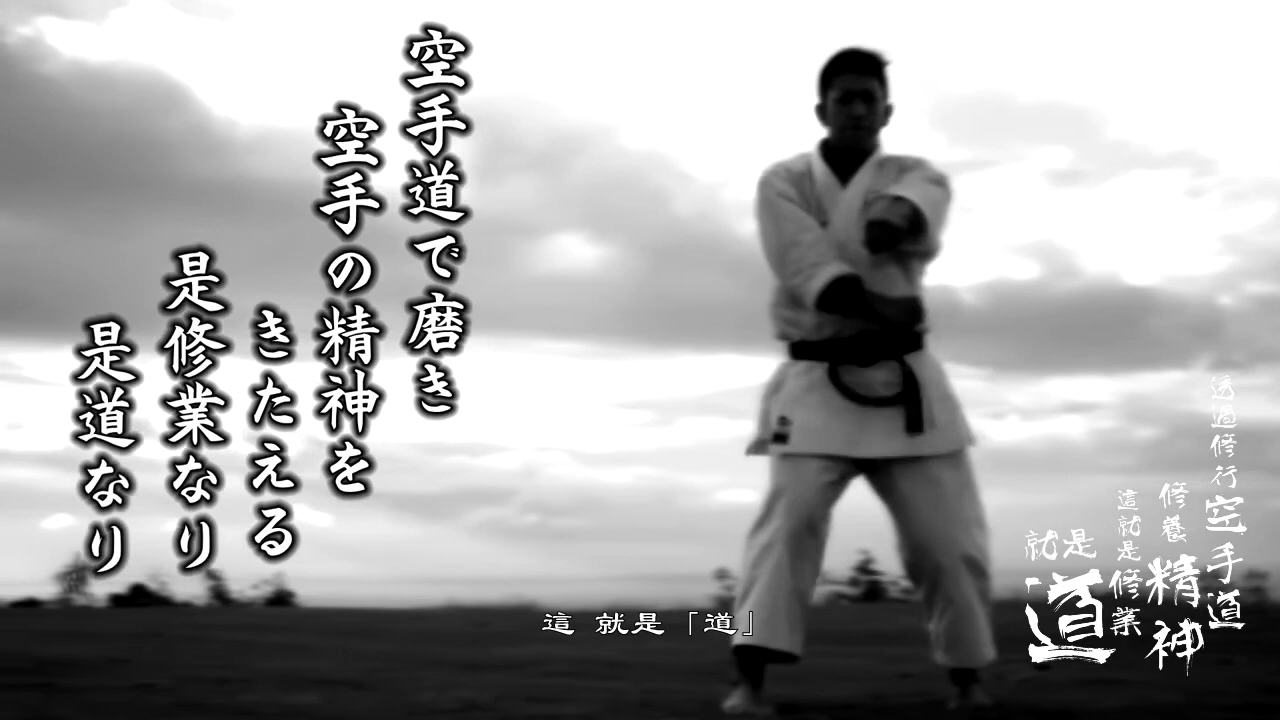 空手道で磨き
空手の精神を
きたえる
是修業なり
是道なり
透過修行空手道
修養精神
這就是修業
就是道
這 就是「道」